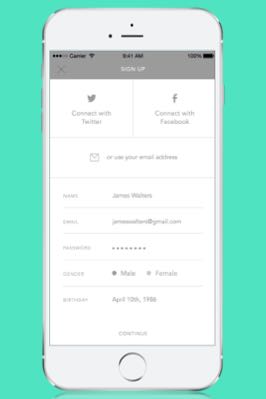 Carrier 9:41 AM 100%
SIGN UP
Connect with Twitter
Connect with Facebook
or use your email address
NAME James Walters
EMAIL jameswalters@gmail.com
PASSWORD
GENDER Male Female
BIRTHDAY April 10th, 1986
CONTINUE